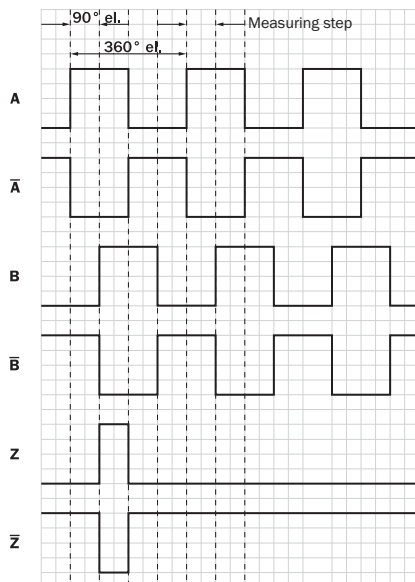 90° el.
Measuring step
360° el.
A
A̅
B
B̅
Z
Z̅